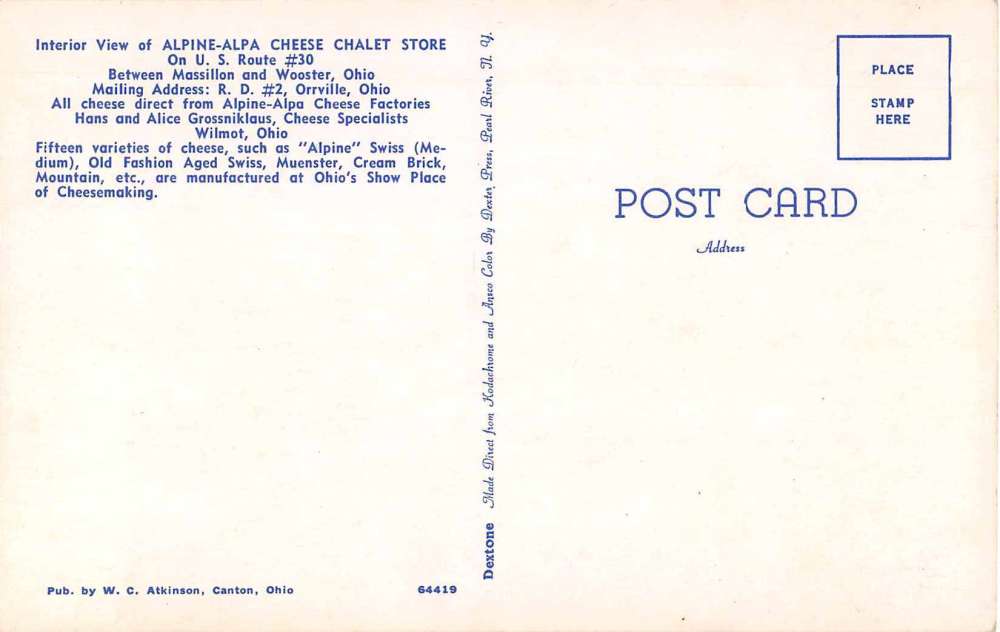 Interior View of ALPINE-ALPA CHEESE CHALET STORE
On U. S. Route #30
Between Massillon and Wooster, Ohio
Mailing Address: R. D. #2, Orrville, Ohio
All cheese direct from Alpine-Alpa Cheese Factories
Hans and Alice Grossniklaus, Cheese Specialists
Wilmot, Ohio
Fifteen varieties of cheese, such as "Alpine" Swiss (Me-
dium), Old Fashion Aged Swiss, Muenster, Cream Brick,
Mountain, etc., are manufactured at Ohio's Show Place
of Cheesemaking.
Pub. by W. C. Atkinson, Canton, Ohio
64419
Dextone Made Direct from Kodachrome and Ansco Color By Dexter Press, Pearl River, N. Y.
PLACE
STAMP
HERE
POST CARD
Address